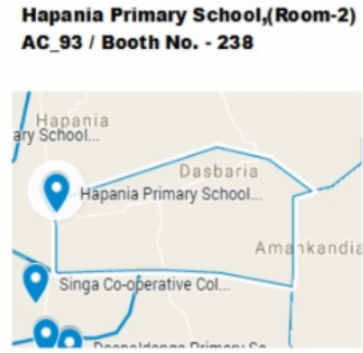 Hapania Primary School,(Room-2)
AC_93 / Booth No. - 238
Hapania
ary School...
Dasbaria
Hapania Primary School...
Amankandia
Singa Co-operative Col...
Primary